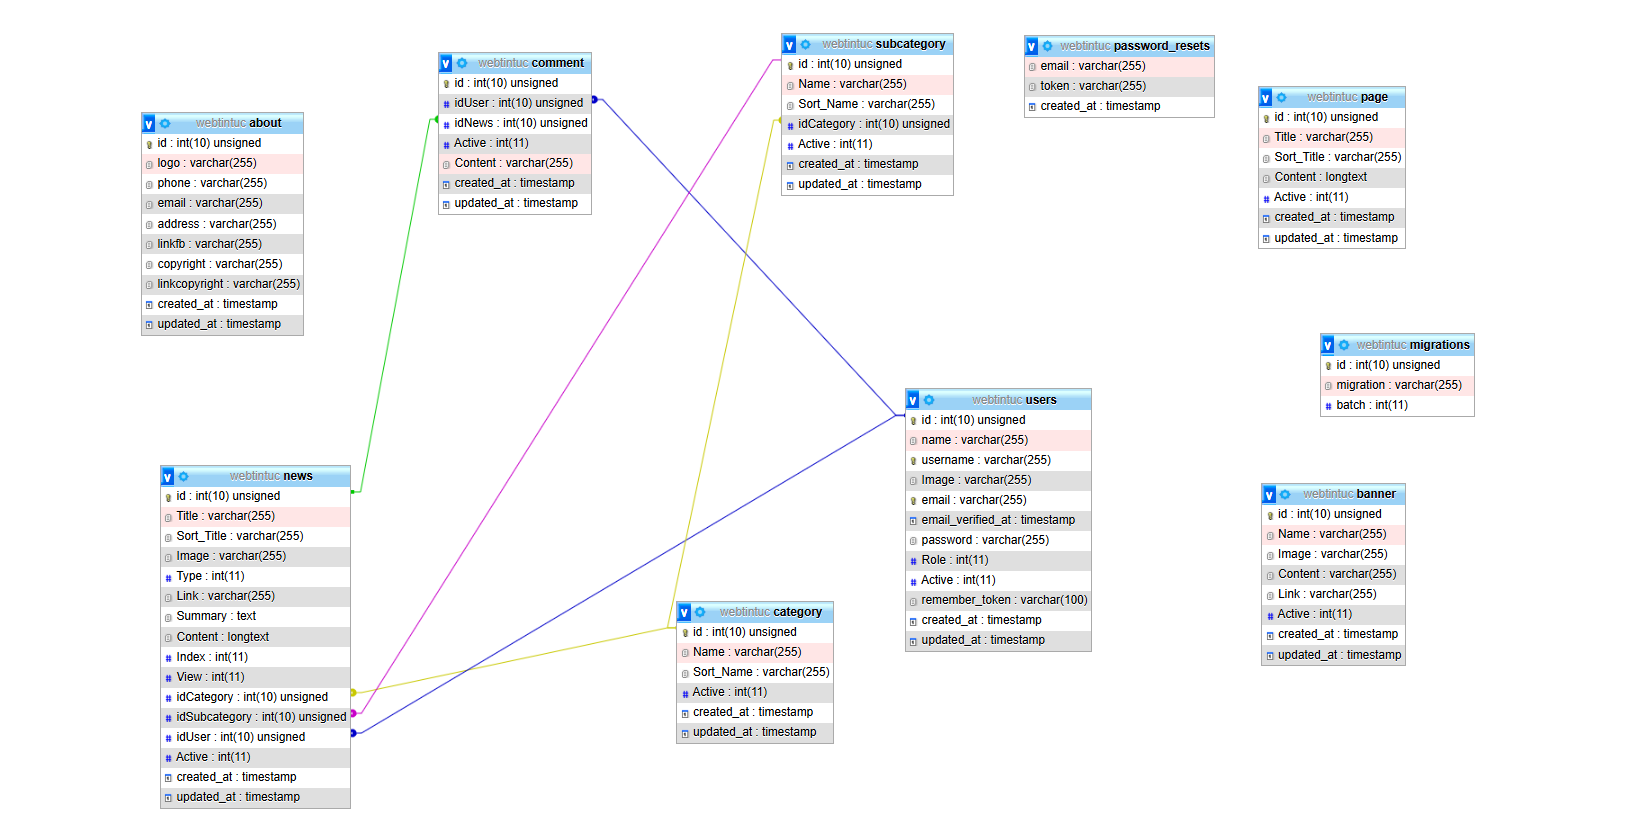 webtintuc about
id : int(10) unsigned
logo : varchar(255)
phone : varchar(255)
email : varchar(255)
address : varchar(255)
linkfb : varchar(255)
copyright : varchar(255)
linkcopyright : varchar(255)
created_at : timestamp
updated_at : timestamp
webtintuc comment
id : int(10) unsigned
idUser : int(10) unsigned
idNews : int(10) unsigned
Active : int(11)
Content : varchar(255)
created_at : timestamp
updated_at : timestamp
webtintuc subcategory
id : int(10) unsigned
Name : varchar(255)
Sort_Name : varchar(255)
idCategory : int(10) unsigned
Active : int(11)
created_at : timestamp
updated_at : timestamp
webtintuc password_resets
email : varchar(255)
token : varchar(255)
created_at : timestamp
webtintuc page
id : int(10) unsigned
Title : varchar(255)
Sort_Title : varchar(255)
Content : longtext
Active : int(11)
created_at : timestamp
updated_at : timestamp
webtintuc migrations
id : int(10) unsigned
migration : varchar(255)
batch : int(11)
webtintuc news
id : int(10) unsigned
Title : varchar(255)
Sort_Title : varchar(255)
Image : varchar(255)
Type : int(11)
Link : varchar(255)
Summary : text
Content : longtext
Index : int(11)
View : int(11)
idCategory : int(10) unsigned
idSubcategory : int(10) unsigned
idUser : int(10) unsigned
Active : int(11)
created_at : timestamp
updated_at : timestamp
webtintuc category
id : int(10) unsigned
Name : varchar(255)
Sort_Name : varchar(255)
Active : int(11)
created_at : timestamp
updated_at : timestamp
webtintuc users
id : int(10) unsigned
name : varchar(255)
username : varchar(255)
Image : varchar(255)
email : varchar(255)
email_verified_at : timestamp
password : varchar(255)
Role : int(11)
Active : int(11)
remember_token : varchar(100)
created_at : timestamp
updated_at : timestamp
webtintuc banner
id : int(10) unsigned
Name : varchar(255)
Image : varchar(255)
Content : varchar(255)
Link : varchar(255)
Active : int(11)
created_at : timestamp
updated_at : timestamp